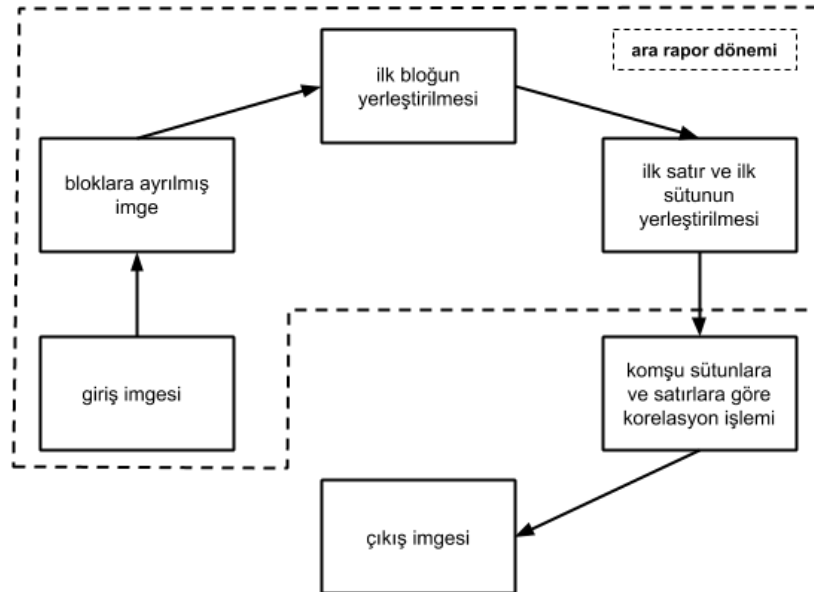 ara rapor dönemi
ilk bloğun
yerleştirilmesi
bloklara ayrılmış
imge
ilk satır ve ilk
sütunun
yerleştirilmesi
giriş imgesi
komşu sütunlara
ve satırlara göre
korelasyon işlemi
çıkış imgesi